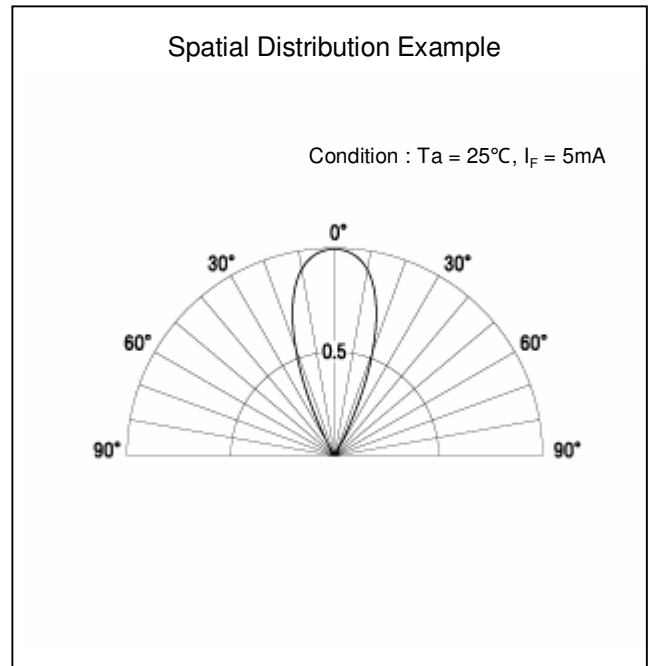 Spatial Distribution Example
Condition : Ta = 25℃, IF = 5mA
0°
30° 30°
60° 60°
0.5
90° 90°